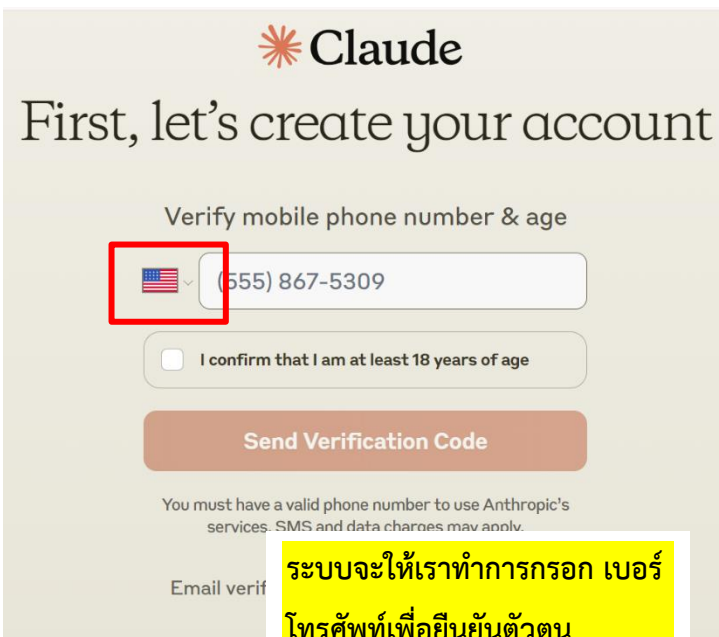 Claude
First, let's create your account
Verify mobile phone number & age
(555) 867-5309
I confirm that I am at least 18 years of age
Send Verification Code
You must have a valid phone number to use Anthropic's
services. SMS and data charges may apply.
Email
ระบบจะให้เราทำการกรอก เบอร์
โทรศัพท์เพื่อยืนยันตัวตน